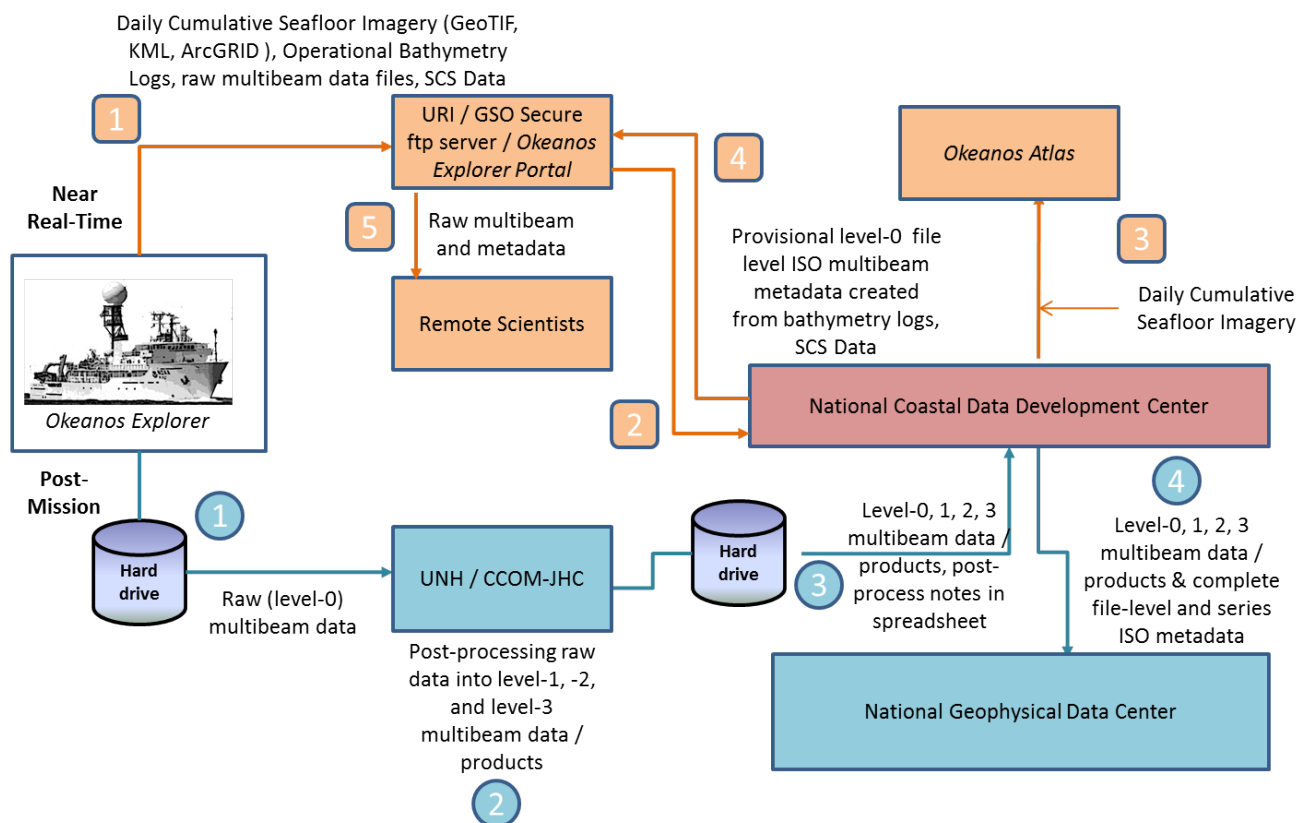 Daily Cumulative Seafloor Imagery (GeoTIF,
KML, ArcGRID ), Operational Bathymetry
Logs, raw multibeam data files, SCS Data
1
URI / GSO Secure
ftp server / Okeanos
Explorer Portal
4
Okeanos Atlas
Near
Real-Time
5
Raw multibeam
and metadata
Provisional level-0 file
level ISO multibeam
metadata created
from bathymetry logs,
SCS Data
3
Daily Cumulative
Seafloor Imagery
Remote Scientists
Okeanos Explorer
2
National Coastal Data Development Center
Post-
Mission
1
Hard
drive
Raw (level-0)
multibeam data
UNH / CCOM-JHC
Post-processing raw
data into level-1, -2,
and level-3
multibeam data /
products
2
Hard
drive
3
Level-0, 1, 2, 3
multibeam data /
products, post-
process notes in
spreadsheet
4
Level-0, 1, 2, 3
multibeam data /
products & complete
file-level and series
ISO metadata
National Geophysical Data Center